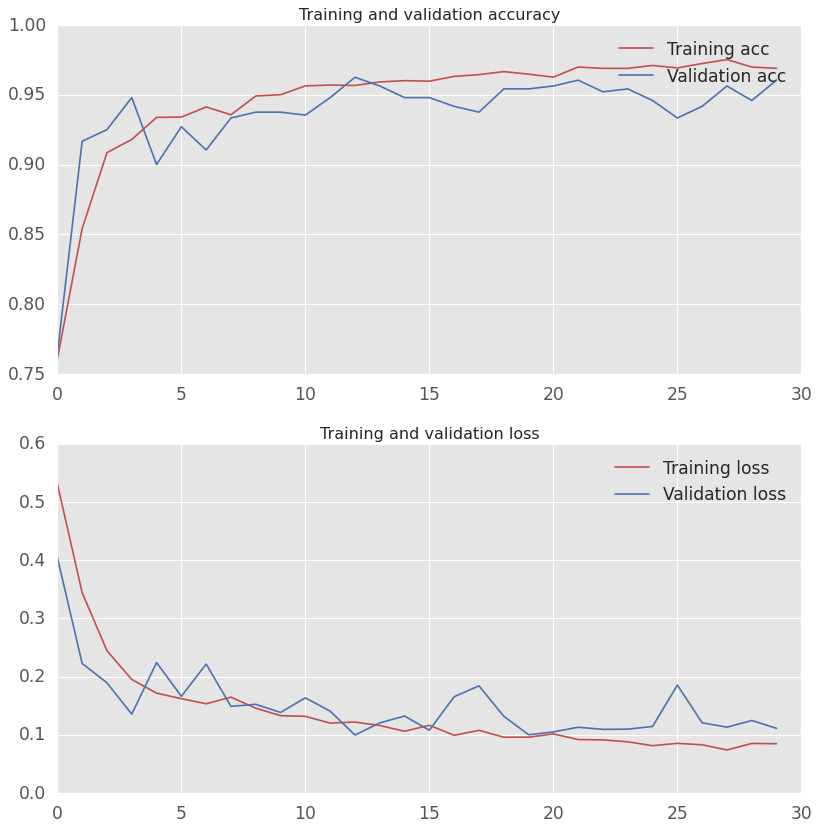 Training and validation accuracy
1.00
Training acc
Validation acc
0.95
0.90
0.85
0.80
0.75
0 5 10 15 20 25 30
Training and validation loss
0.6
Training loss
Validation loss
0.5
0.4
0.3
0.2
0.1
0.0
0 5 10 15 20 25 30